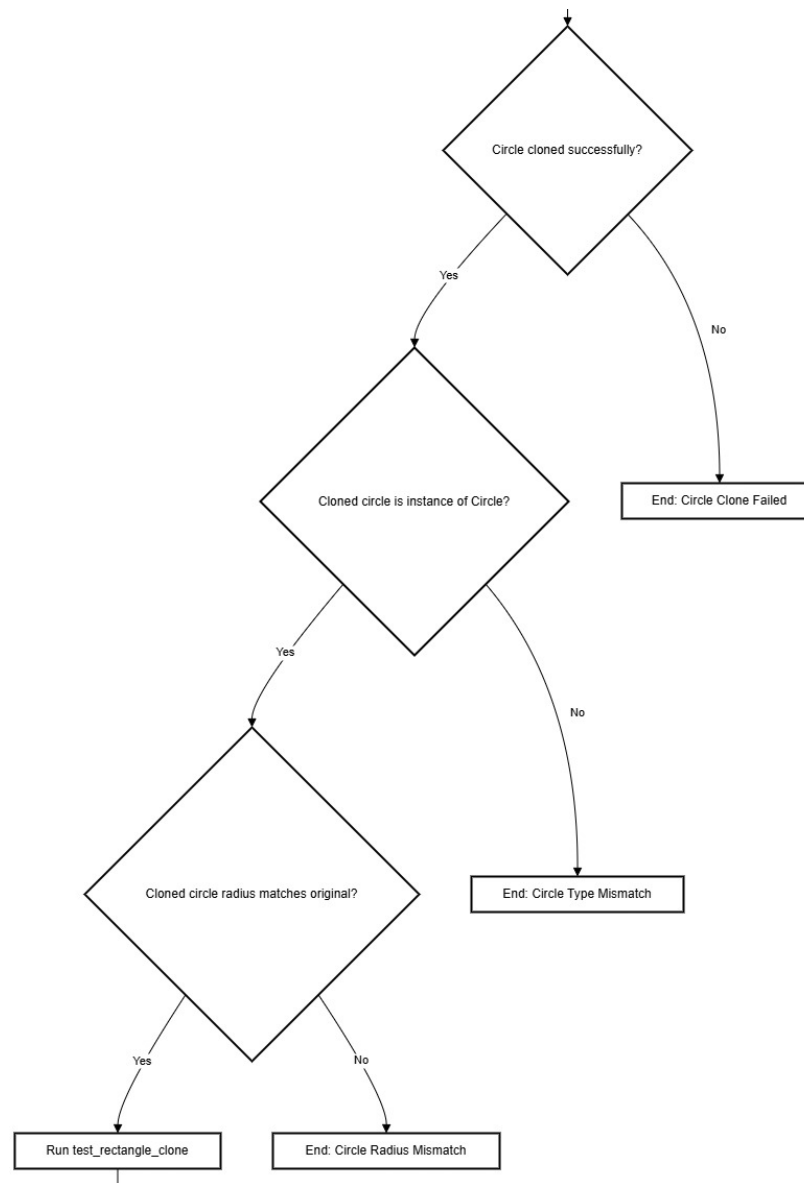 Circle cloned successfully?
Yes
No
Cloned circle is instance of Circle?
End: Circle Clone Failed
Yes
No
Cloned circle radius matches original?
End: Circle Type Mismatch
Yes
No
Run test_rectangle_clone
End: Circle Radius Mismatch